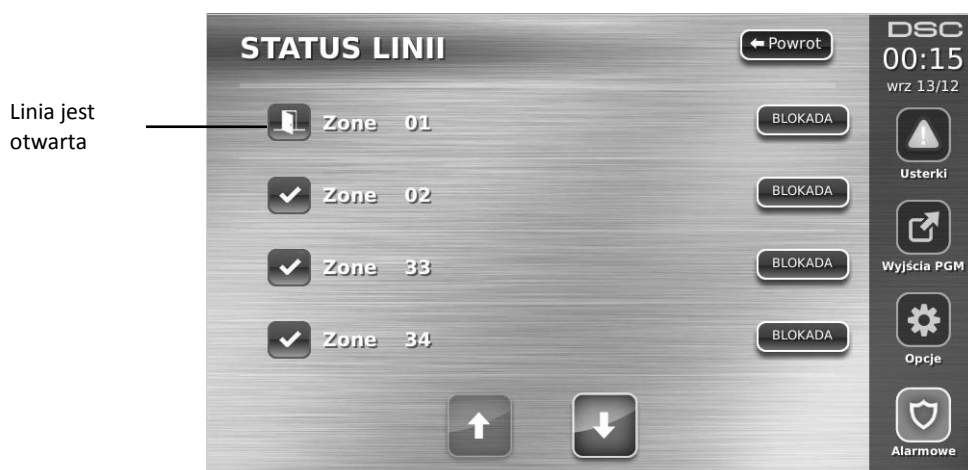 Linia jest
otwarta
STATUS LINII
Powrot
Zone 01
BLOKADA
Zone 02
BLOKADA
Zone 33
BLOKADA
Zone 34
BLOKADA
DSC
00:15
wrz 13/12
Usterki
Wyjścia PGM
Opcje
Alarmowe